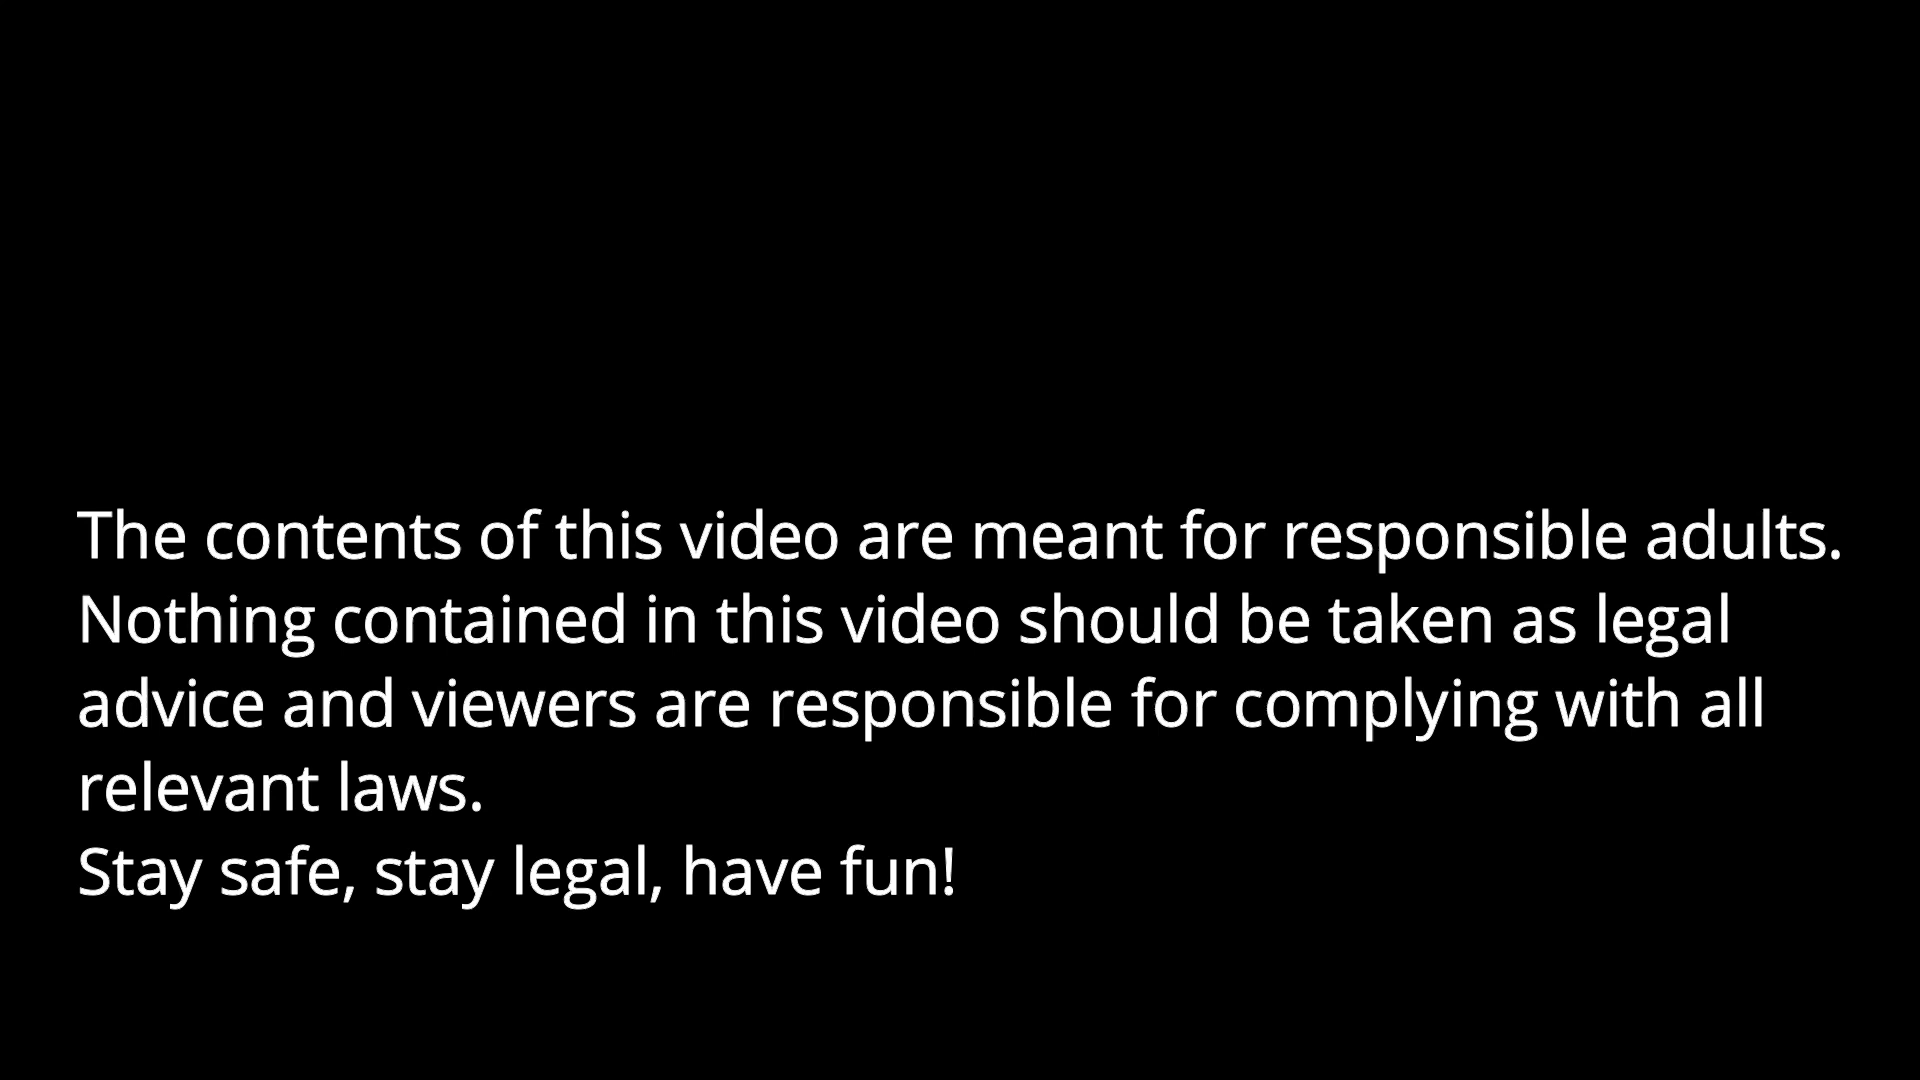 The contents of this video are meant for responsible adults.
Nothing contained in this video should be taken as legal
advice and viewers are responsible for complying with all
relevant laws.
Stay safe, stay legal, have fun!